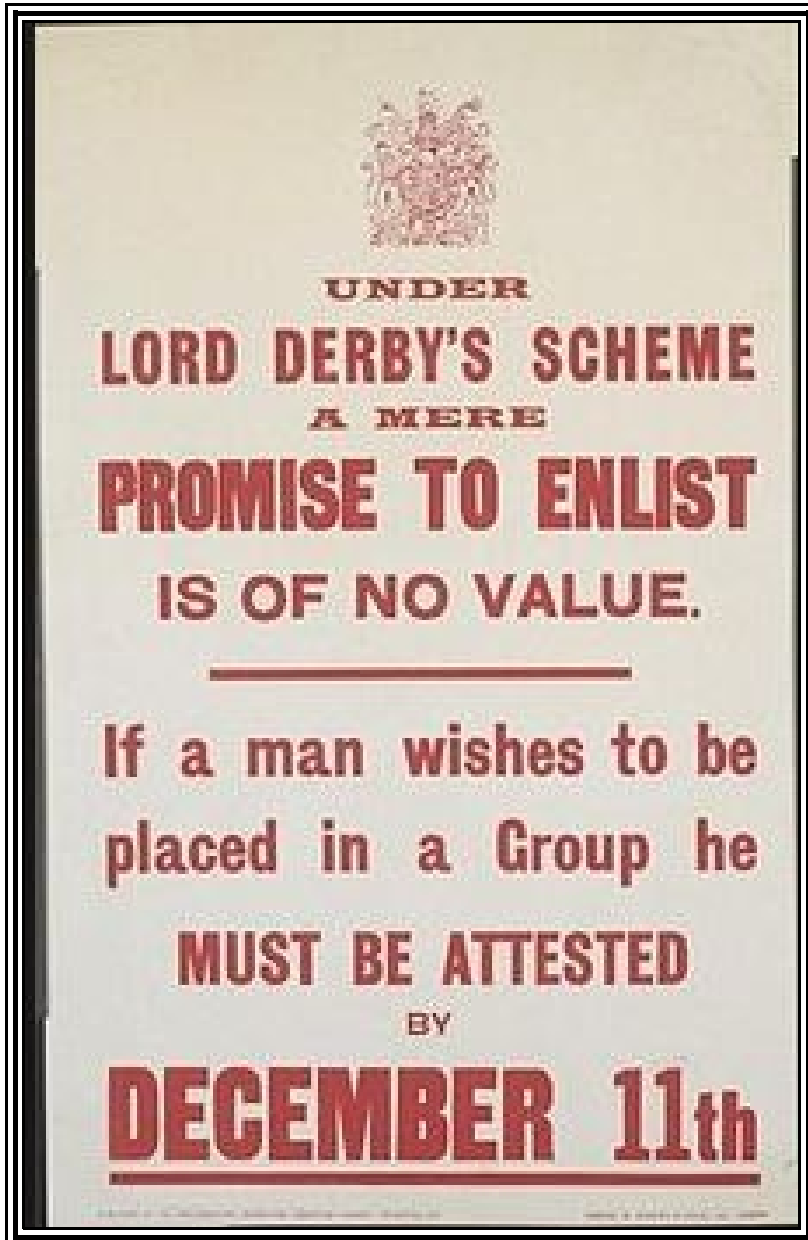 UNDER
LORD DERBY'S SCHEME
A MERE
PROMISE TO ENLIST
IS OF NO VALUE.
If a man wishes to be
placed in a Group he
MUST BE ATTESTED
BY
DECEMBER 11th